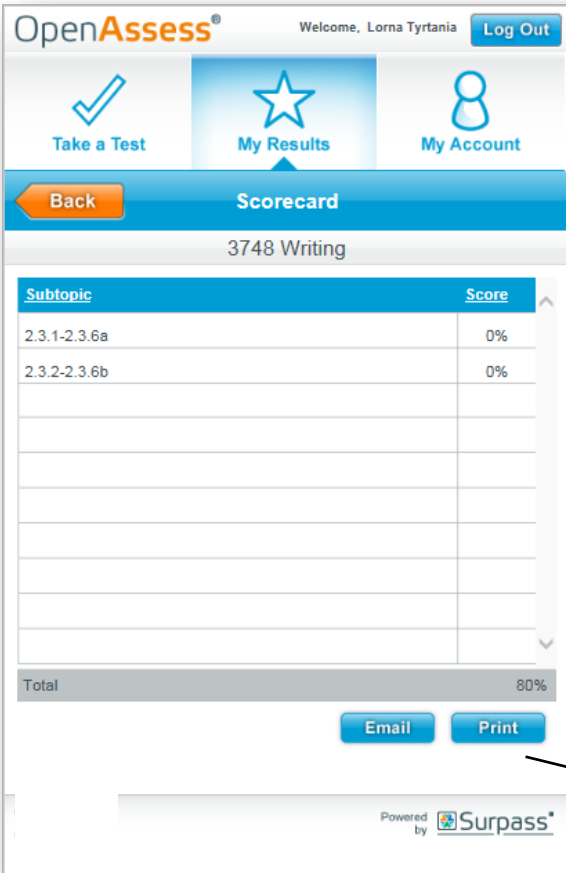 OpenAssess® Welcome, Lorna Tyrtania Log Out
Take a Test My Results My Account
Back Scorecard
3748 Writing
Subtopic Score
2.3.1-2.3.6a 0%
2.3.2-2.3.6b 0%
Total 80%
Email Print
Powered by Surpass